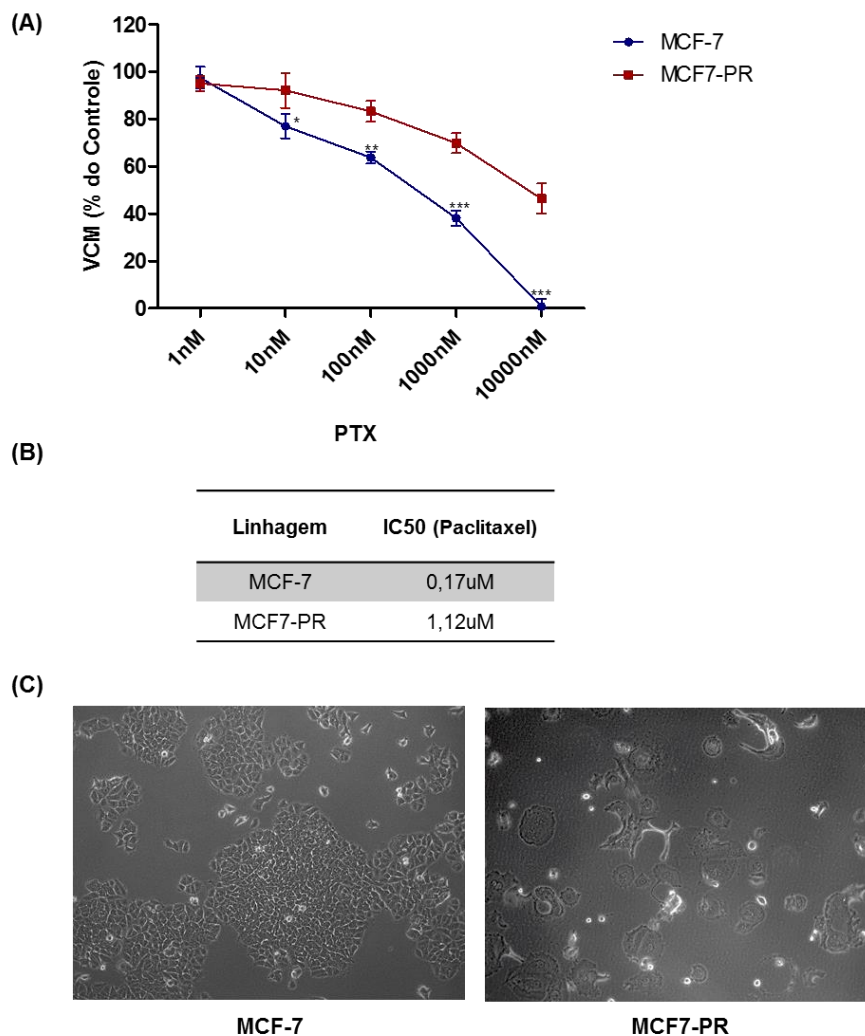 (A)
120
100
80
60
40
20
0
VCM (% do Controle)
*
**
***
***
1nM
10nM
100nM
1000nM
10000nM
PTX
MCF-7
MCF7-PR
(B)
Linhagem IC50 (Paclitaxel)
MCF-7 0,17uM
MCF7-PR 1,12uM
(C)
MCF-7 MCF7-PR